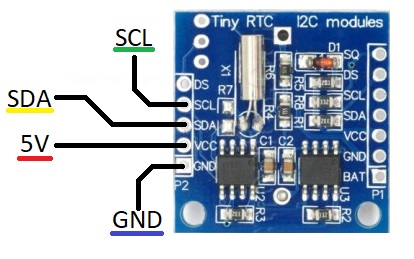 Tiny RTC I2C modules
SCL
SDA
5V
GND
DS
SCL
SDA
VCC
GND
P2
X1
R7
R6
R4
D1
R5
R8
R1
C1 C2
U2
R3
U3
R2
SQ
DS
SCL
SDA
VCC
GND
BAT
P1